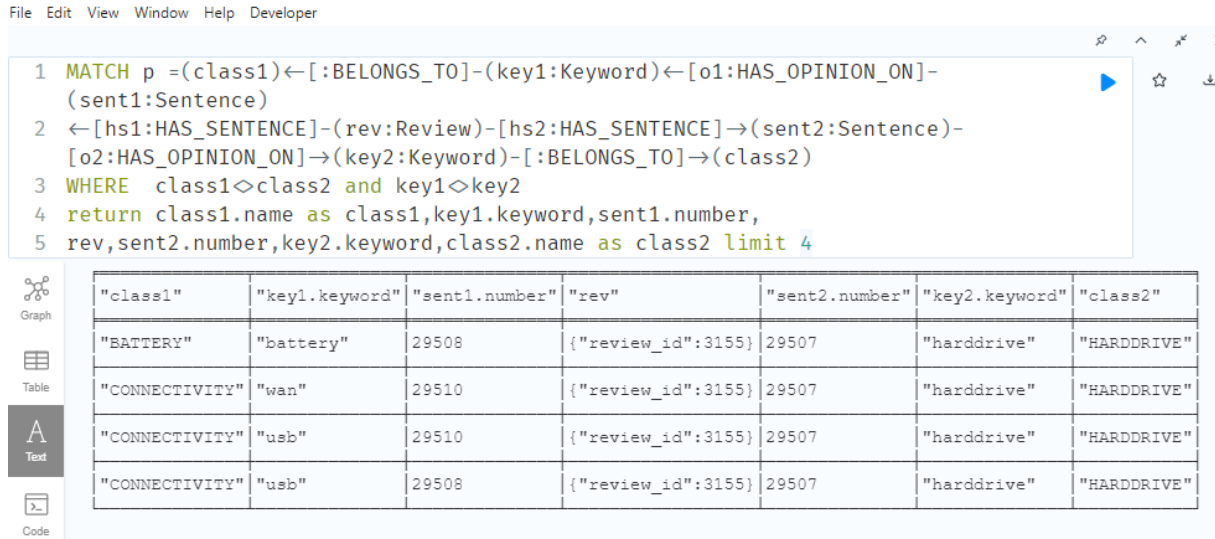 File Edit View Window Help Developer
1 MATCH p =(class1)←[:BELONGS_TO]-(key1:Keyword)←[o1:HAS_OPINION_ON]-
(sent1:Sentence)
2 ←[hs1:HAS_SENTENCE]-(rev:Review)-[hs2:HAS_SENTENCE]→(sent2:Sentence)-
[o2:HAS_OPINION_ON]→(key2:Keyword)-[:BELONGS_TO]→(class2)
3 WHERE  class1<>class2 and key1<>key2
4 return class1.name as class1,key1.keyword,sent1.number,
5 rev,sent2.number,key2.keyword,class2.name as class2 limit 4
Graph
Table
A
Text
Code
"class1" "key1.keyword" "sent1.number" "rev" "sent2.number" "key2.keyword" "class2"
"BATTERY" "battery" 29508 {"review_id":3155} 29507 "harddrive" "HARDDRIVE"
"CONNECTIVITY" "wan" 29510 {"review_id":3155} 29507 "harddrive" "HARDDRIVE"
"CONNECTIVITY" "usb" 29510 {"review_id":3155} 29507 "harddrive" "HARDDRIVE"
"CONNECTIVITY" "usb" 29508 {"review_id":3155} 29507 "harddrive" "HARDDRIVE"